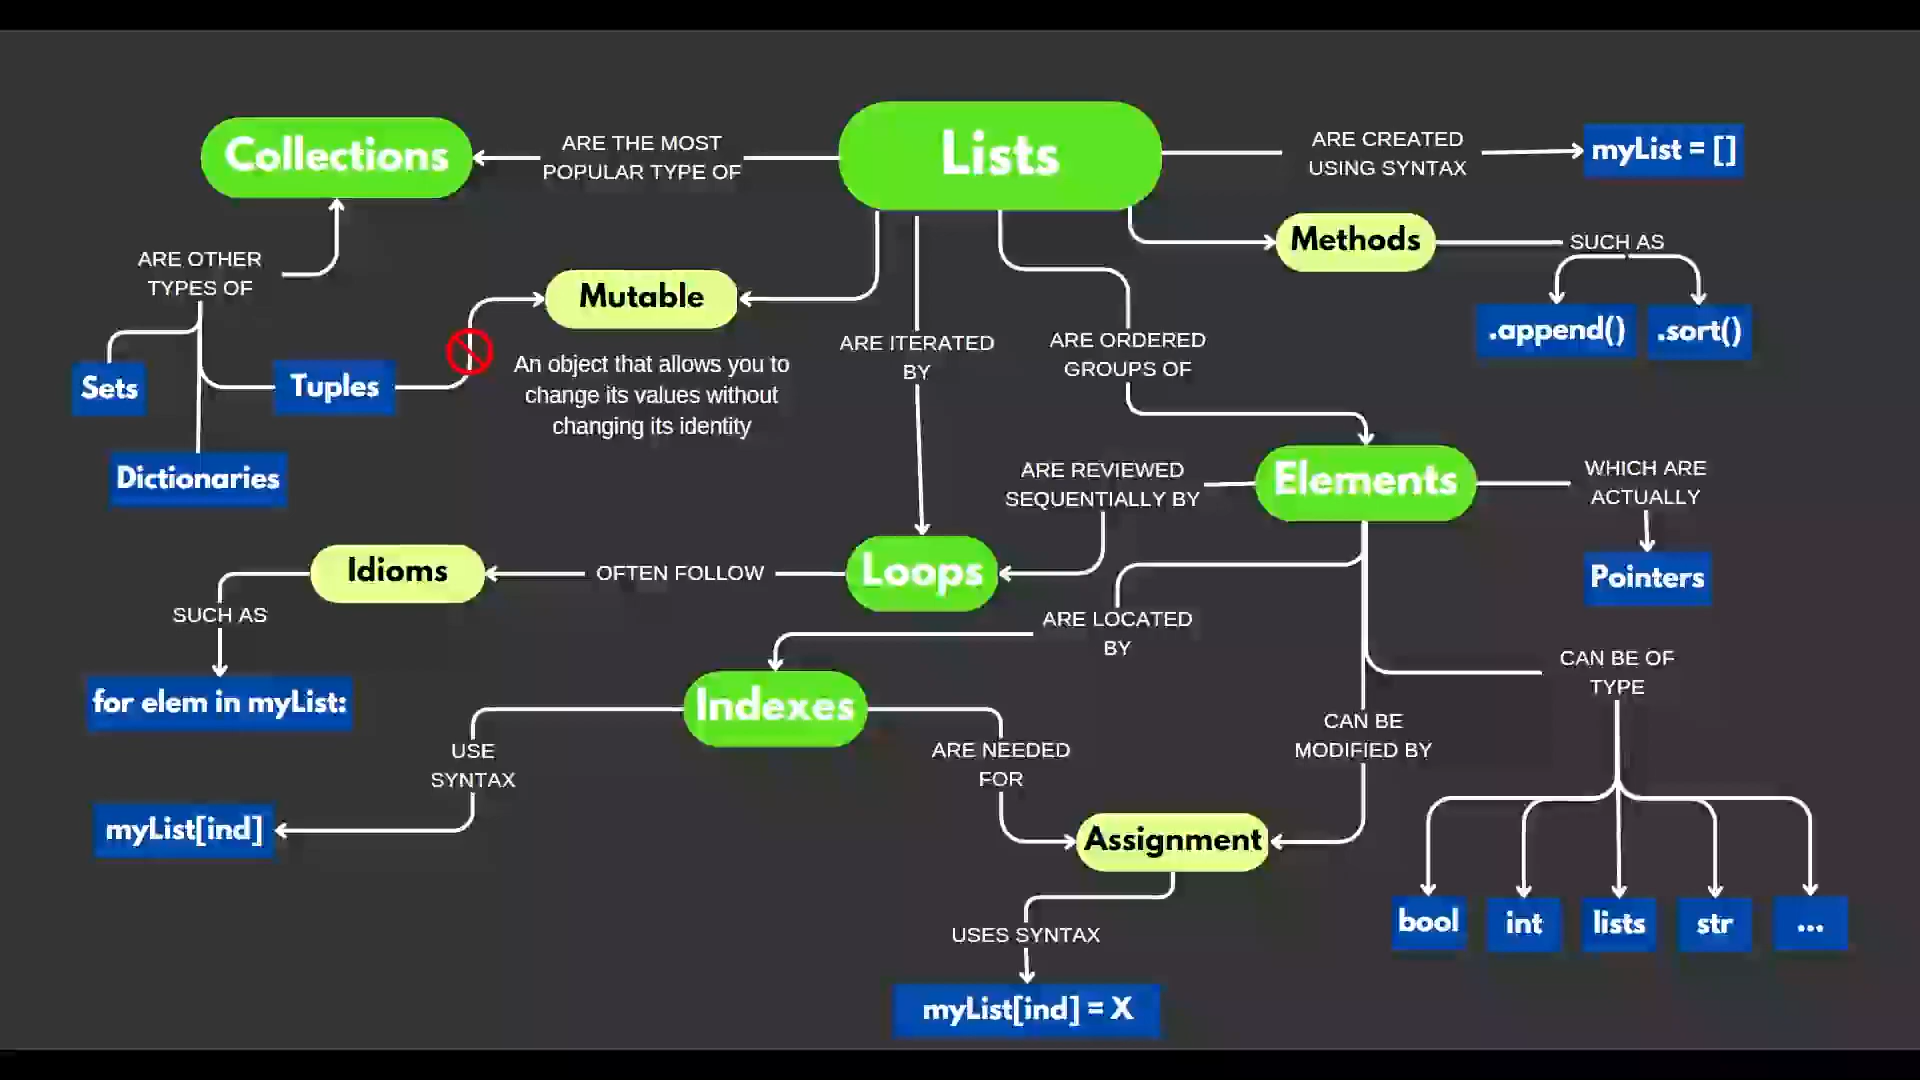 Collections
ARE THE MOST
POPULAR TYPE OF
Lists
ARE CREATED
USING SYNTAX
myList = []
Methods
SUCH AS
.append()
.sort()
ARE OTHER
TYPES OF
Sets
Tuples
Dictionaries
Mutable
An object that allows you to
change its values without
changing its identity
ARE ITERATED
BY
ARE ORDERED
GROUPS OF
Elements
ARE REVIEWED
SEQUENTIALLY BY
WHICH ARE
ACTUALLY
Pointers
Loops
OFTEN FOLLOW
Idioms
SUCH AS
for elem in myList:
ARE LOCATED
BY
Indexes
USE
SYNTAX
myList[ind]
ARE NEEDED
FOR
CAN BE
MODIFIED BY
Assignment
USES SYNTAX
myList[ind] = X
CAN BE OF
TYPE
bool
int
lists
str
...